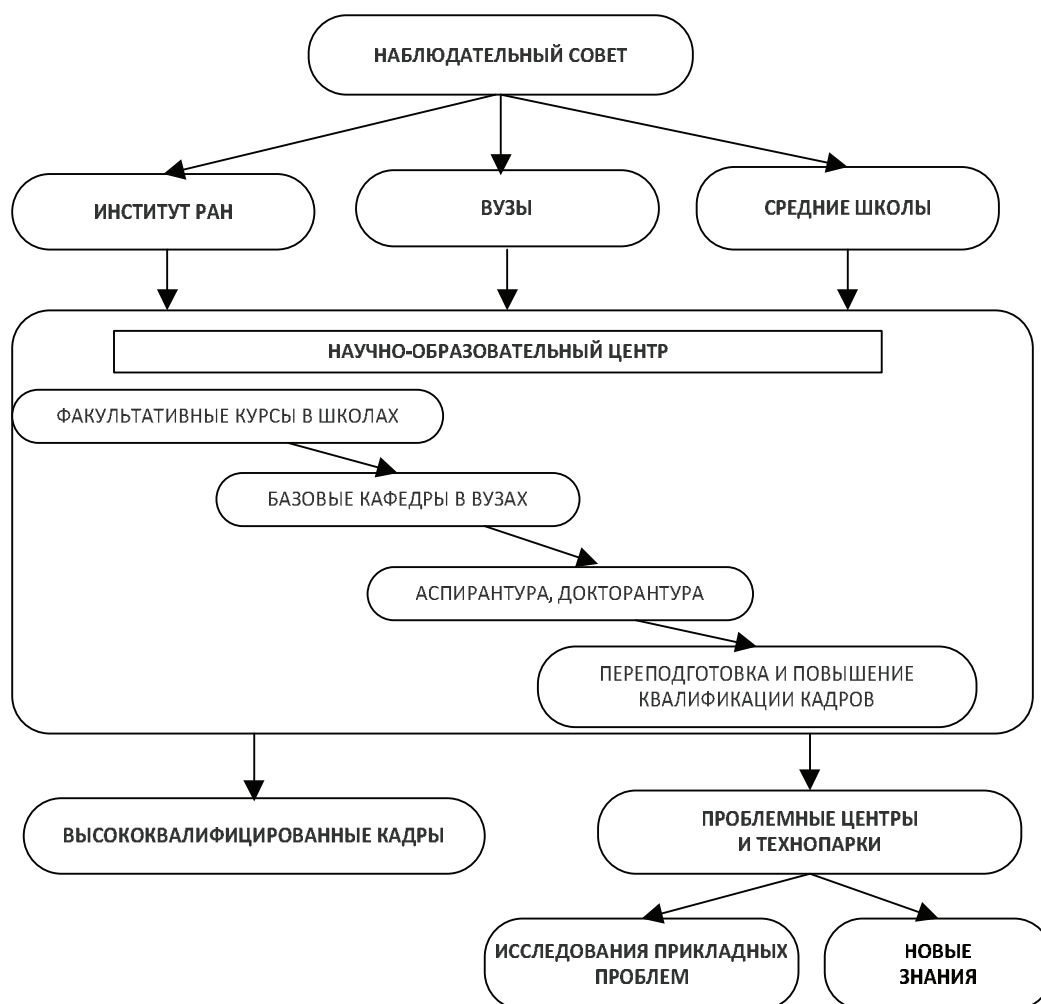 НАБЛЮДАТЕЛЬНЫЙ СОВЕТ
ИНСТИТУТ РАН
ВУЗЫ
СРЕДНИЕ ШКОЛЫ
НАУЧНО-ОБРАЗОВАТЕЛЬНЫЙ ЦЕНТР
ФАКУЛЬТАТИВНЫЕ КУРСЫ В ШКОЛАХ
БАЗОВЫЕ КАФЕДРЫ В ВУЗАХ
АСПИРАНТУРА, ДОКТОРАНТУРА
ПЕРЕПОДГОТОВКА И ПОВЫШЕНИЕ
КВАЛИФИКАЦИИ КАДРОВ
ВЫСОКОКВАЛИФИЦИРОВАННЫЕ КАДРЫ
ПРОБЛЕМНЫЕ ЦЕНТРЫ
И ТЕХНОПАРКИ
ИССЛЕДОВАНИЯ ПРИКЛАДНЫХ
ПРОБЛЕМ
НОВЫЕ
ЗНАНИЯ